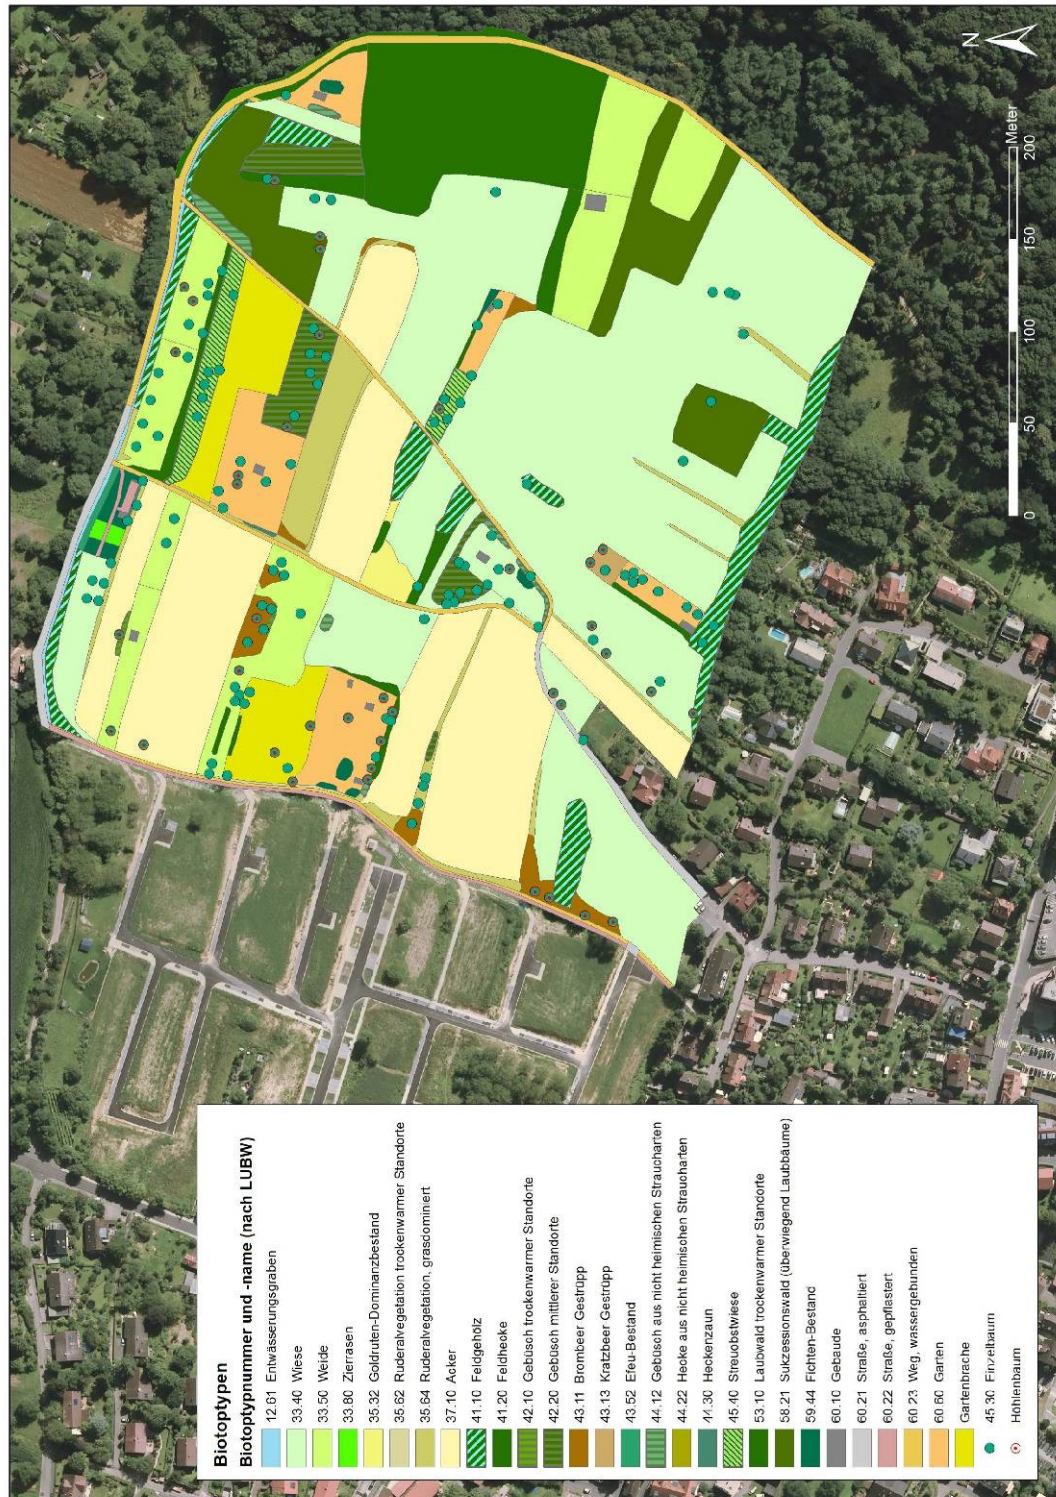 Biotoptypen
Biotoptypnummer und -name (nach LUBW)
12.61 Entwässerungsgraben
33.40 Wiese
33.50 Weide
33.80 Zierrasen
35.32 Goldruten-Dominanzbestand
35.62 Ruderalvegetation trockenwarmer Standorte
35.64 Ruderalvegetation, grasdominiert
37.10 Acker
41.10 Feldgehölz
41.20 Feldhecke
42.10 Gebüsch trockenwarmer Standorte
42.20 Gebüsch mittlerer Standorte
43.11 Brombeer Gestrüpp
43.13 Kratzbeer Gestrüpp
43.52 Efeu-Bestand
44.12 Gebüsch aus nicht heimischen Straucharten
44.22 Hecke aus nicht heimischen Straucharten
44.30 Heckenzaun
45.40 Streuobstwiese
53.10 Laubwald trockenwarmer Standorte
58.21 Sukzessionswald (überwiegend Laubbäume)
59.44 Fichten-Bestand
60.10 Gebäude
60.21 Straße, asphaltiert
60.22 Straße, gepflastert
60.23 Weg, wassergebunden
60.60 Garten
Gartenbrache
45.30 Einzelbaum
Höhlenbaum
N
0 50 100 150 200
Meter